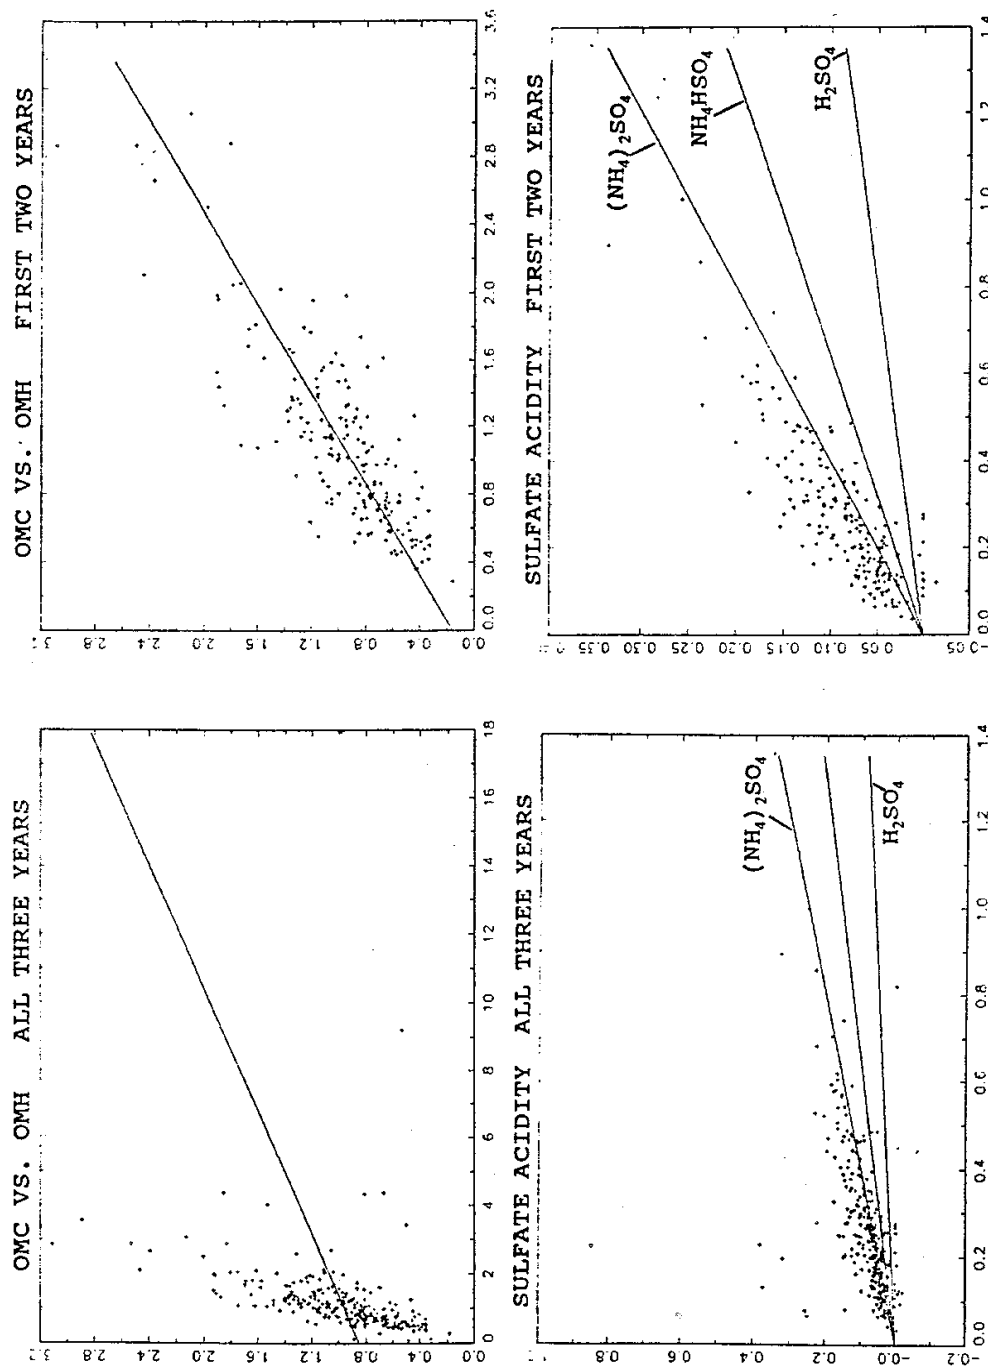 OMC VS. OMH ALL THREE YEARS
2.8
2.4
2.0
1.6
1.2
0.8
0.4
0.0
0 2 4 6 8 10 12 14 16 18
OMC VS. OMH FIRST TWO YEARS
2.8
2.4
2.0
1.6
1.2
0.8
0.4
0.0
0.0 0.4 0.8 1.2 1.6 2.0 2.4 2.8 3.2 3.6
SULFATE ACIDITY ALL THREE YEARS
0.8
0.6
0.4
0.2
-0.0
-0.2
0.0 0.2 0.4 0.6 0.8 1.0 1.2 1.4
(NH4)2SO4
H2SO4
SULFATE ACIDITY FIRST TWO YEARS
0.35
0.30
0.25
0.20
0.15
0.10
0.05
-0.05
0.0 0.2 0.4 0.6 0.8 1.0 1.2 1.4
(NH4)2SO4
NH4HSO4
H2SO4